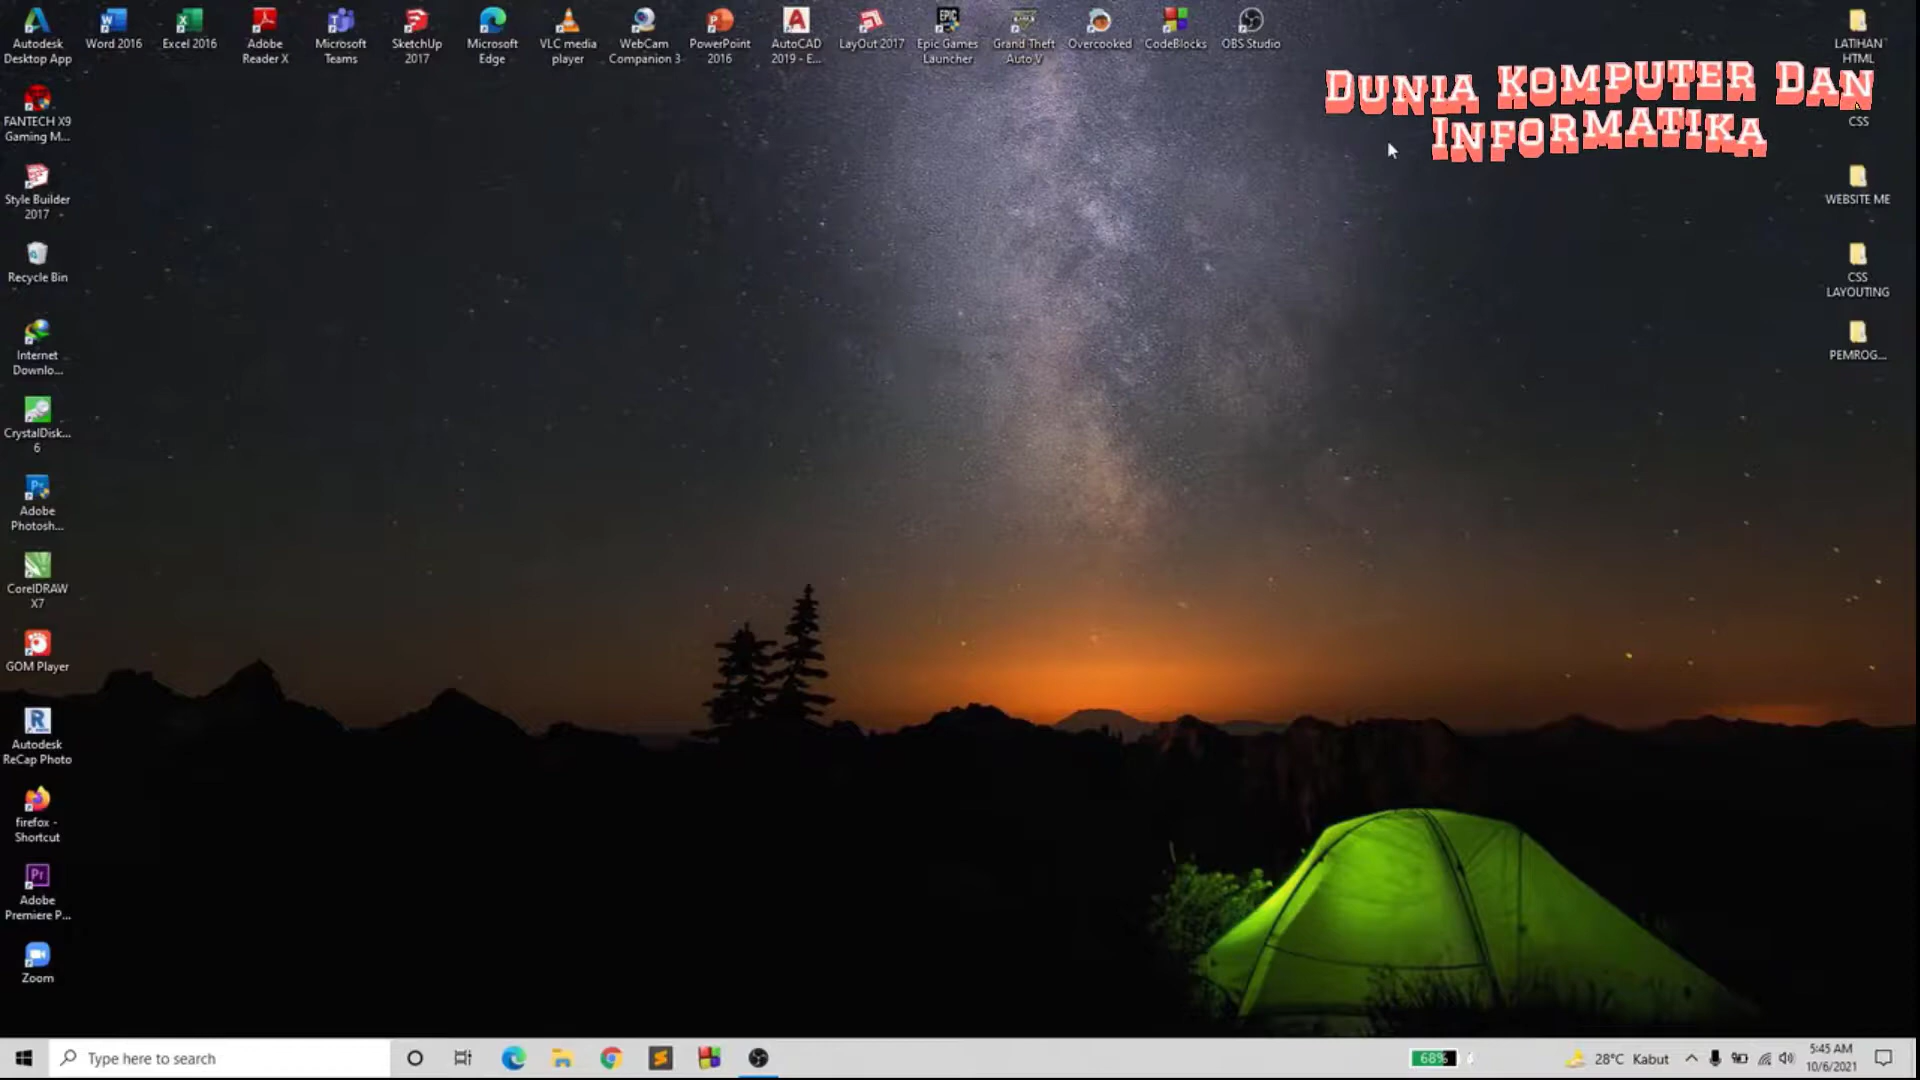 Autodesk
Desktop App
Word 2016
Excel 2016
Adobe
Reader X
Microsoft
Teams
SketchUp
2017
Microsoft
Edge
VLC media
player
WebCam
Companion 3
PowerPoint
2016
AutoCAD
2019 - E...
LayOut 2017
Epic Games
Launcher
Grand Theft
Auto V
Overcooked
CodeBlocks
OBS Studio
LATIHAN
HTML
DUNIA KOMPUTER DAN
INFORMATIKA
CSS
FANTECH X9
Gaming M...
Style Builder
2017
WEBSITE ME
Recycle Bin
CSS
LAYOUTING
Internet
Downlo...
PEMROG...
CrystalDisk...
6
Adobe
Photosh...
CorelDRAW
X7
GOM Player
Autodesk
ReCap Photo
firefox -
Shortcut
Adobe
Premiere P...
Zoom
Type here to search
68%
28°C Kabut
5:45 AM
10/6/2021